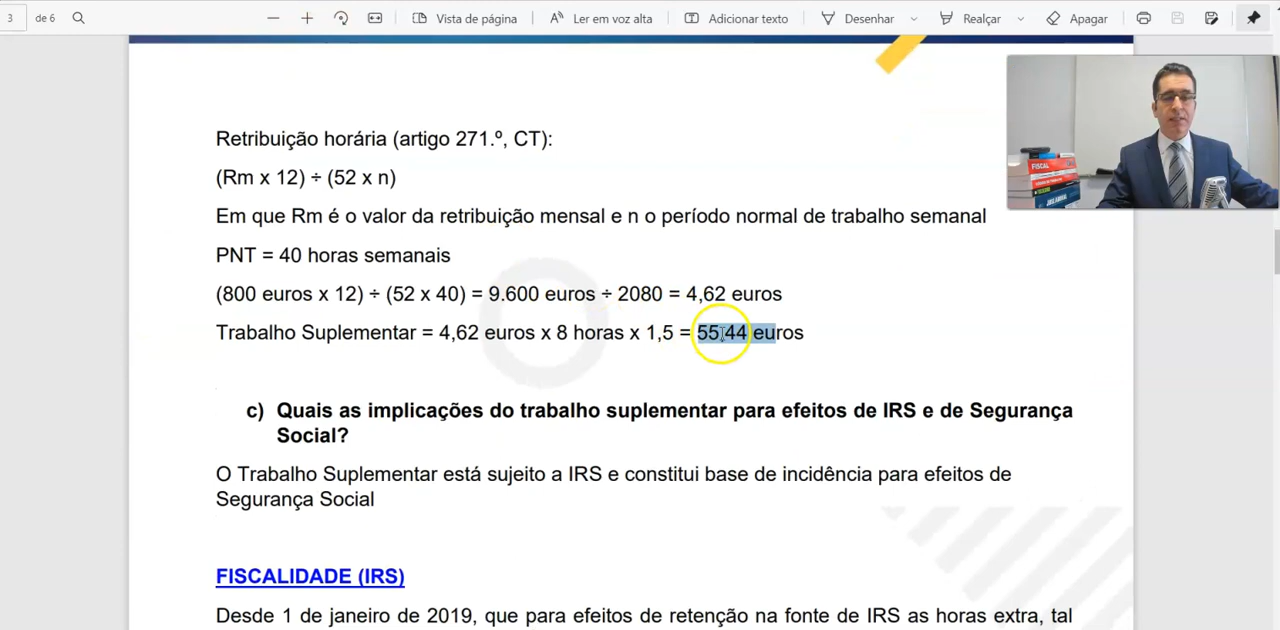 3 de 6 Vista de página Ler em voz alta Adicionar texto Desenhar Realçar Apagar
Retribuição horária (artigo 271.º, CT):
(Rm x 12) ÷ (52 x n)
Em que Rm é o valor da retribuição mensal e n o período normal de trabalho semanal
PNT = 40 horas semanais
(800 euros x 12) ÷ (52 x 40) = 9.600 euros ÷ 2080 = 4,62 euros
Trabalho Suplementar = 4,62 euros x 8 horas x 1,5 = 55,44 euros
c) Quais as implicações do trabalho suplementar para efeitos de IRS e de Segurança
Social?
O Trabalho Suplementar está sujeito a IRS e constitui base de incidência para efeitos de
Segurança Social
FISCALIDADE (IRS)
Desde 1 de janeiro de 2019, que para efeitos de retenção na fonte de IRS as horas extra, tal
FISCAL